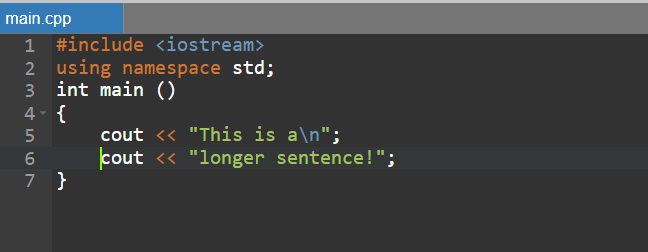 main.cpp
1 #include <iostream>
2 using namespace std;
3 int main ()
4 {
5     cout << "This is a\n";
6     cout << "longer sentence!";
7 }